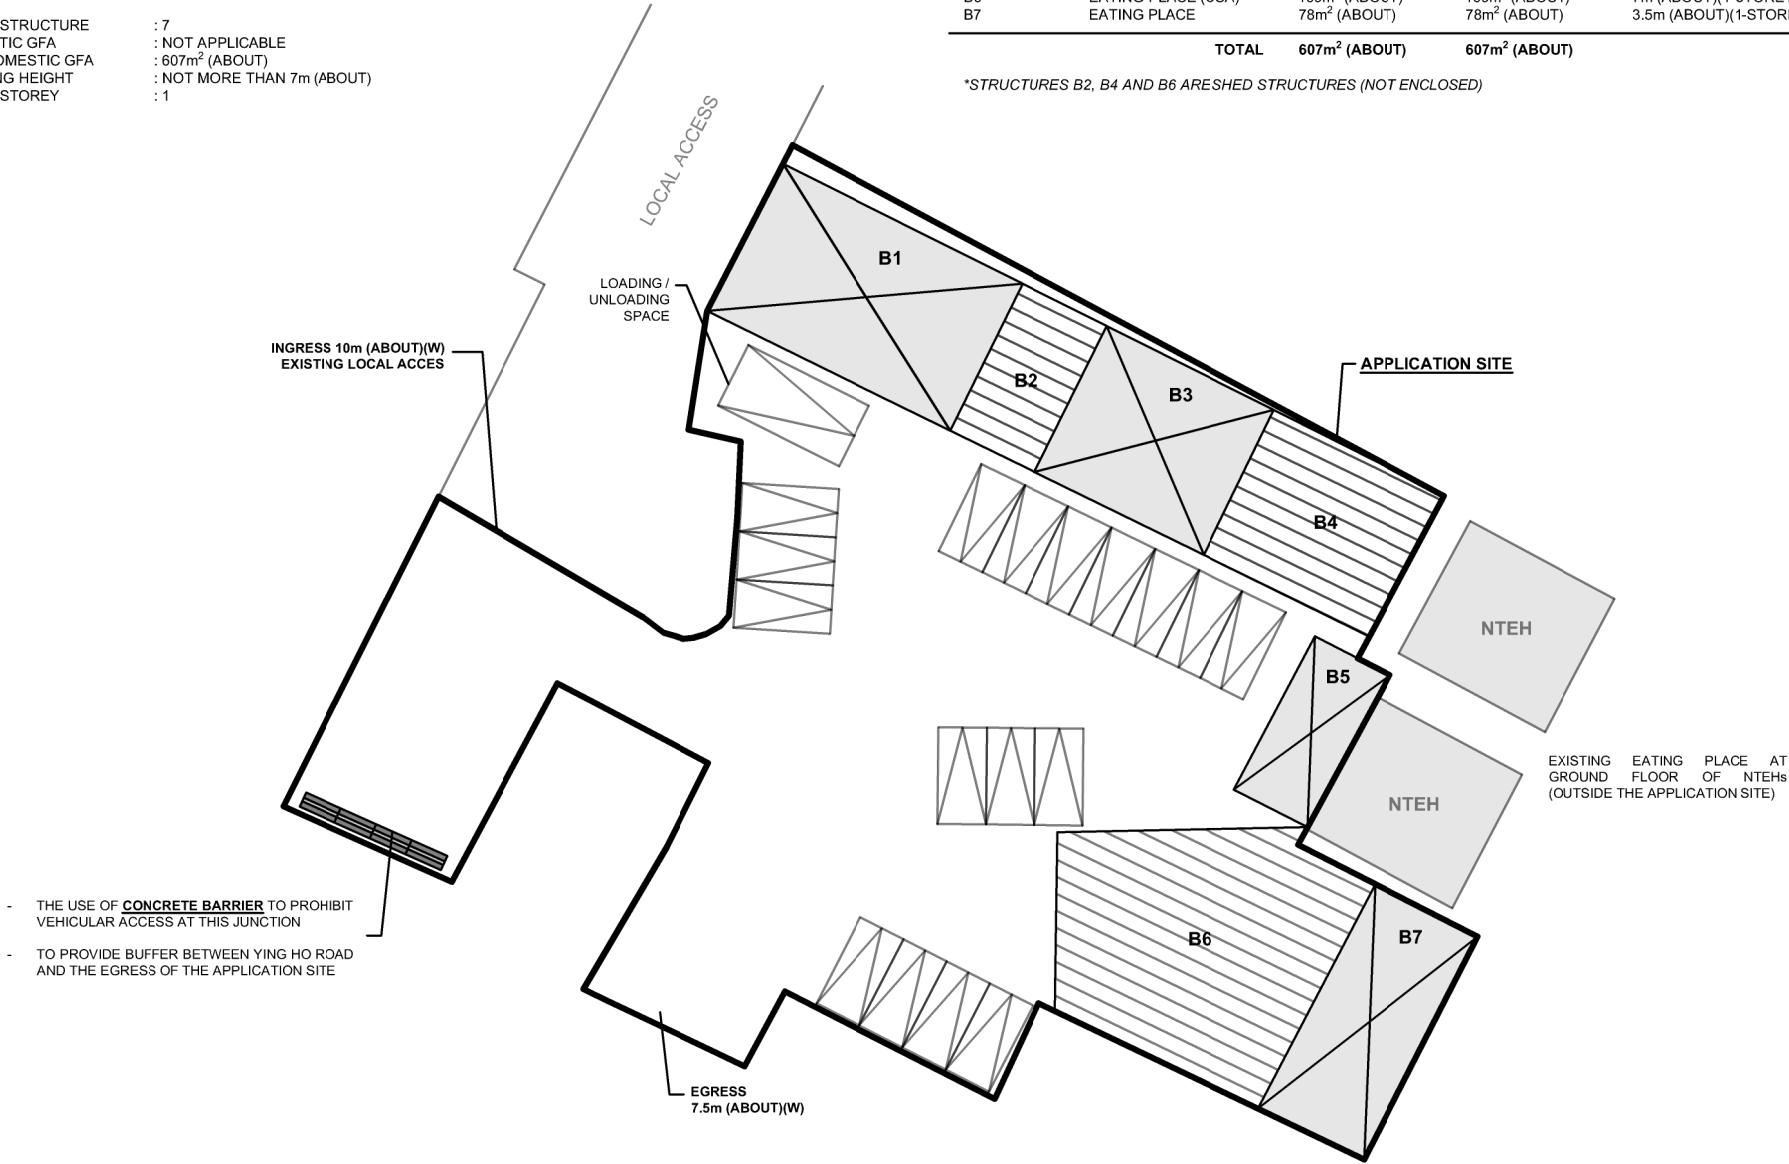 STRUCTURE : 7
TIC GFA : NOT APPLICABLE
OMESTIC GFA : 607m² (ABOUT)
NG HEIGHT : NOT MORE THAN 7m (ABOUT)
STOREY : 1
B7 EATING PLACE 78m² (ABOUT) 78m² (ABOUT) 3.5m (ABOUT)(1-STOR
TOTAL 607m² (ABOUT) 607m² (ABOUT)
*STRUCTURES B2, B4 AND B6 ARESHED STRUCTURES (NOT ENCLOSED)
LOCAL ACCESS
B1
LOADING /
UNLOADING
SPACE
INGRESS 10m (ABOUT)(W)
EXISTING LOCAL ACCES
B2
B3
APPLICATION SITE
B4
NTEH
B5
EXISTING EATING PLACE AT
GROUND FLOOR OF NTEHs
(OUTSIDE THE APPLICATION SITE)
NTEH
- THE USE OF CONCRETE BARRIER TO PROHIBIT
VEHICULAR ACCESS AT THIS JUNCTION
- TO PROVIDE BUFFER BETWEEN YING HO ROAD
AND THE EGRESS OF THE APPLICATION SITE
B6
B7
EGRESS
7.5m (ABOUT)(W)